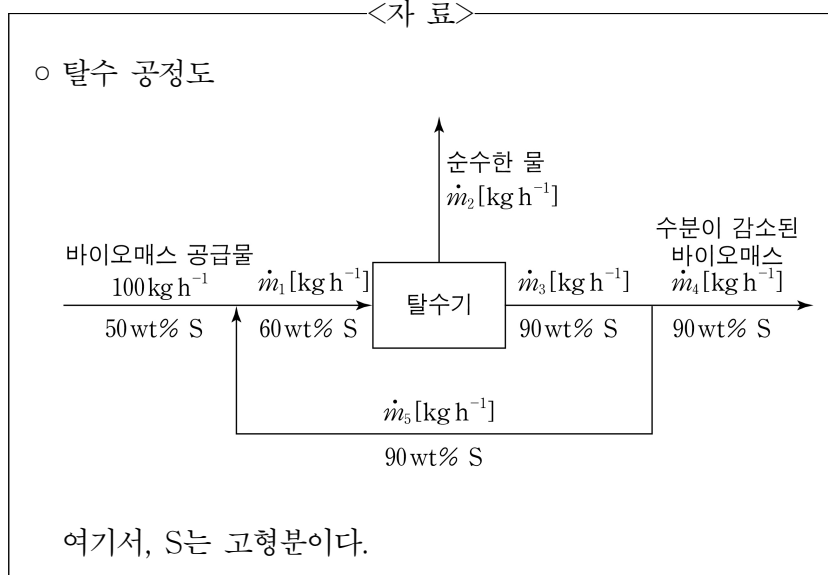 <자 료>
○ 탈수 공정도
순수한 물
ṁ₂[kg h⁻¹]
바이오매스 공급물
100 kg h⁻¹
50 wt% S
ṁ₁[kg h⁻¹]
60 wt% S
탈수기
ṁ₃[kg h⁻¹]
90 wt% S
수분이 감소된
바이오매스
ṁ₄[kg h⁻¹]
90 wt% S
ṁ₅[kg h⁻¹]
90 wt% S
여기서, S는 고형분이다.